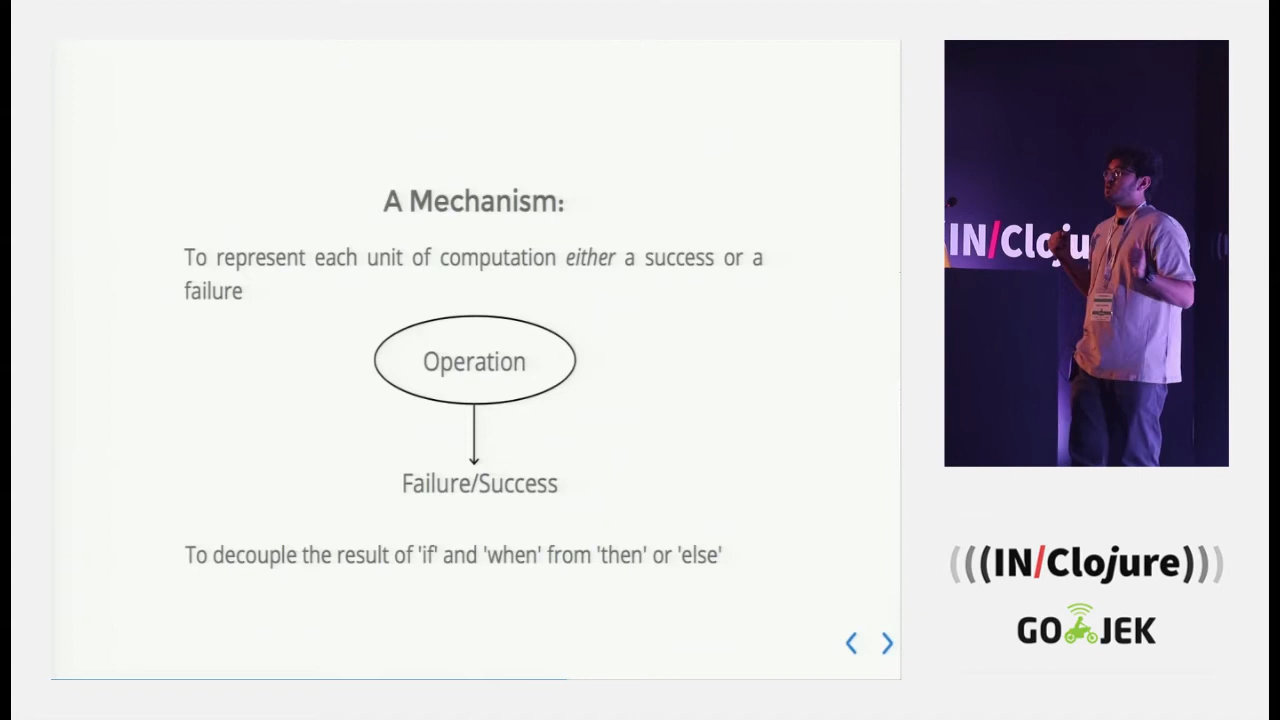 A Mechanism:
To represent each unit of computation either a success or a
failure
Operation
Failure/Success
To decouple the result of 'if' and 'when' from 'then' or 'else'
IN/Cloju
(((IN/Clojure)))
GOJEK